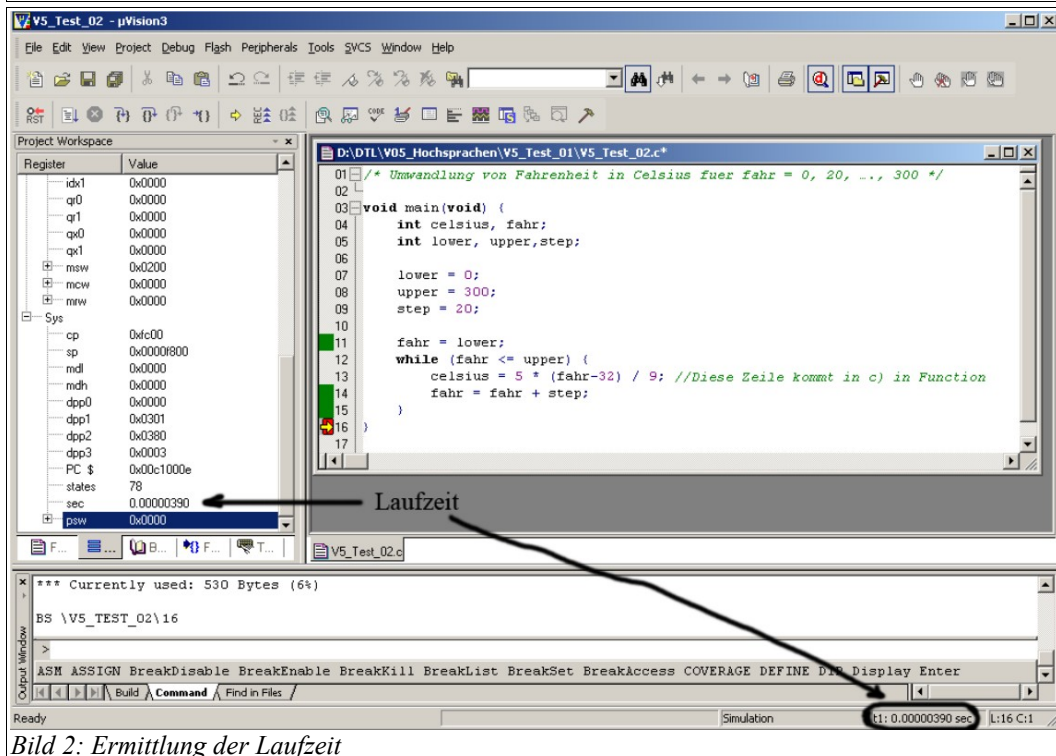 V5_Test_02 - µVision3
File Edit View Project Debug Flash Peripherals Tools SVCS Window Help
Project Workspace
Register Value
idx1 0x0000
qr0 0x0000
qr1 0x0000
qx0 0x0000
qx1 0x0000
msw 0x0200
mcw 0x0000
mrw 0x0000
Sys
cp 0xfc00
sp 0x0000f800
mdl 0x0000
mdh 0x0000
dpp0 0x0000
dpp1 0x0301
dpp2 0x0380
dpp3 0x0003
PC $ 0x00c1000e
states 78
sec 0.00000390
psw 0x0000
F... ... B... F... T...
D:\DTL\V05_Hochsprachen\V5_Test_01\V5_Test_02.c*
01 /* Umwandlung von Fahrenheit in Celsius fuer fahr = 0, 20, …., 300 */
02
03 void main(void) {
04 int celsius, fahr;
05 int lower, upper,step;
06
07 lower = 0;
08 upper = 300;
09 step = 20;
10
11 fahr = lower;
12 while (fahr <= upper) {
13 celsius = 5 * (fahr-32) / 9; //Diese Zeile kommt in c) in Function
14 fahr = fahr + step;
15 }
16 }
17
V5_Test_02.c
Laufzeit
Output Window
*** Currently used: 530 Bytes (6%)
BS \V5_TEST_02\16
>
ASM ASSIGN BreakDisable BreakEnable BreakKill BreakList BreakSet BreakAccess COVERAGE DEFINE DIR Display Enter
Build Command Find in Files
Ready Simulation t1: 0.00000390 sec L:16 C:1
Bild 2: Ermittlung der Laufzeit